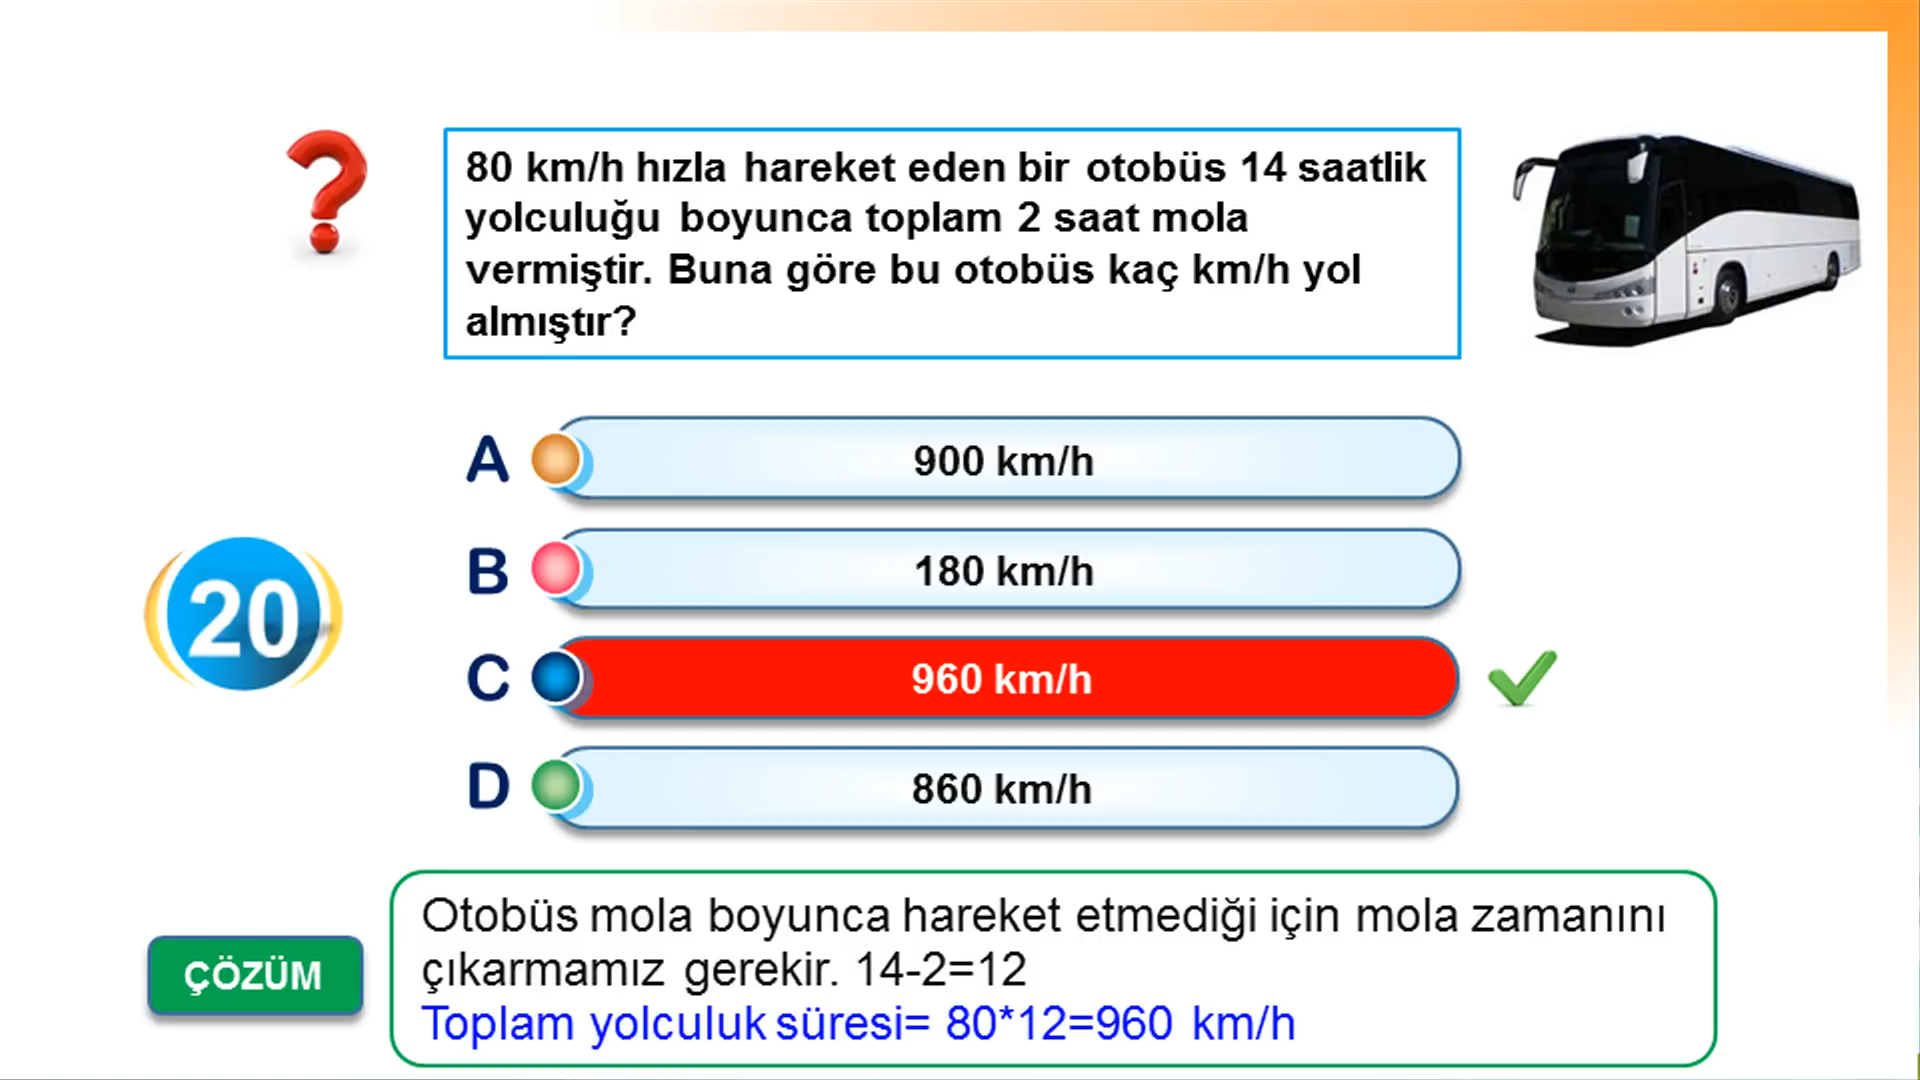 80 km/h hızla hareket eden bir otobüs 14 saatlik
yolculuğu boyunca toplam 2 saat mola
vermiştir. Buna göre bu otobüs kaç km/h yol
almıştır?
A 900 km/h
B 180 km/h
20
C 960 km/h
D 860 km/h
ÇÖZÜM
Otobüs mola boyunca hareket etmediği için mola zamanını
çıkarmamız gerekir. 14-2=12
Toplam yolculuk süresi= 80*12=960 km/h